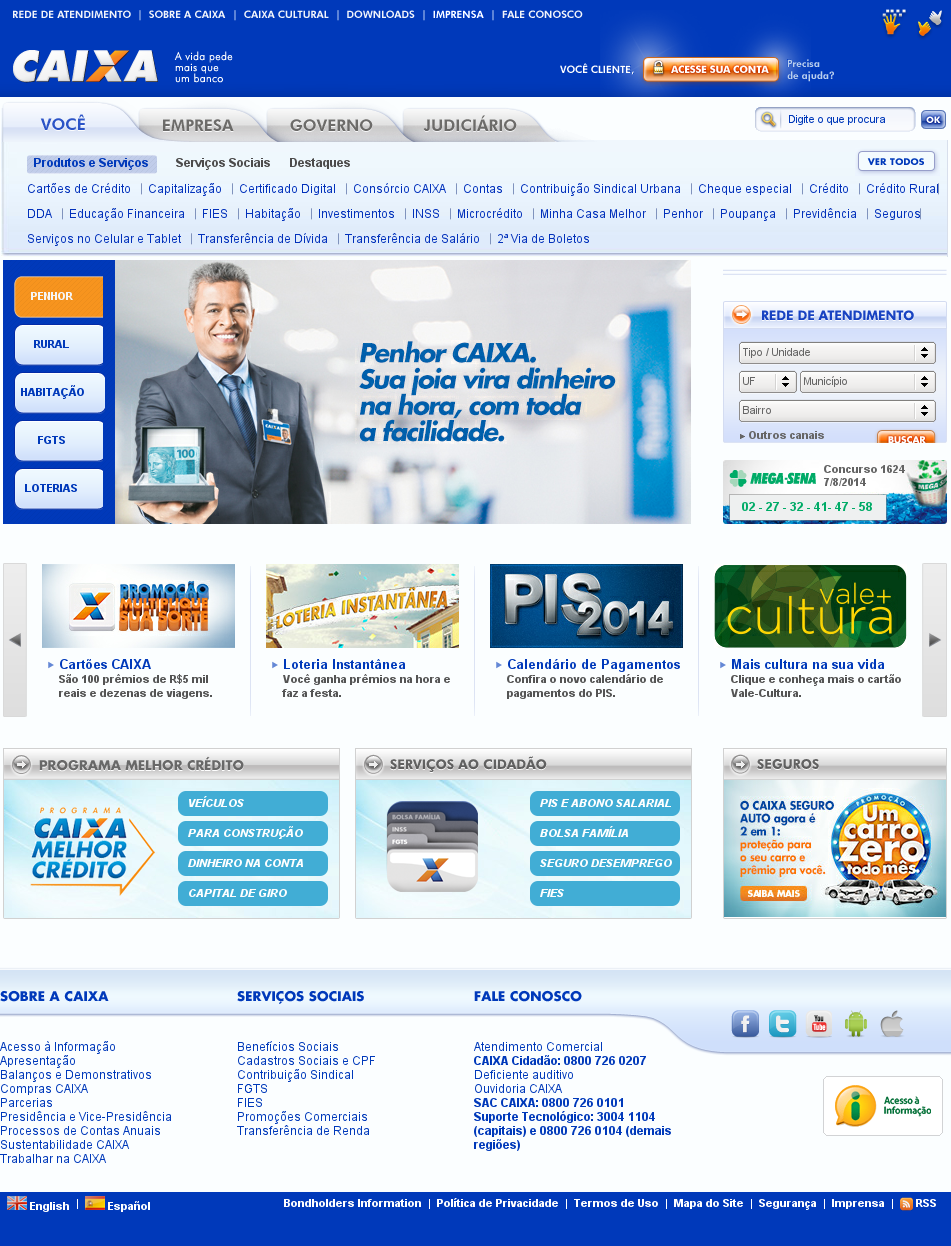 REDE DE ATENDIMENTO | SOBRE A CAIXA | CAIXA CULTURAL | DOWNLOADS | IMPRENSA | FALE CONOSCO
CAIXA
A vida pede
mais que
um banco
VOCÊ CLIENTE,
ACESSE SUA CONTA
Precisa
de ajuda?
VOCÊ
EMPRESA
GOVERNO
JUDICIÁRIO
Digite o que procura
OK
Produtos e Serviços
Serviços Sociais
Destaques
VER TODOS
Cartões de Crédito | Capitalização | Certificado Digital | Consórcio CAIXA | Contas | Contribuição Sindical Urbana | Cheque especial | Crédito | Crédito Rural
DDA | Educação Financeira | FIES | Habitação | Investimentos | INSS | Microcrédito | Minha Casa Melhor | Penhor | Poupança | Previdência | Seguros
Serviços no Celular e Tablet | Transferência de Dívida | Transferência de Salário | 2ª Via de Boletos
PENHOR
RURAL
HABITAÇÃO
FGTS
LOTERIAS
Penhor CAIXA.
Sua joia vira dinheiro
na hora, com toda
a facilidade.
CAIXA
100
REDE DE ATENDIMENTO
Tipo / Unidade
UF
Município
Bairro
Outros canais
BUSCAR
MEGA-SENA
Concurso 1624
7/8/2014
02 - 27 - 32 - 41- 47 - 58
MEGA
PROMOÇÃO
MULTIPLIQUE
SUA SORTE
LOTERIA INSTANTÂNEA
PIS 2014
vale+
cultura
Cartões CAIXA
São 100 prêmios de R$5 mil
reais e dezenas de viagens.
Loteria Instantânea
Você ganha prêmios na hora e
faz a festa.
Calendário de Pagamentos
Confira o novo calendário de
pagamentos do PIS.
Mais cultura na sua vida
Clique e conheça mais o cartão
Vale-Cultura.
PROGRAMA MELHOR CRÉDITO
PROGRAMA
CAIXA
MELHOR
CRÉDITO
VEÍCULOS
PARA CONSTRUÇÃO
DINHEIRO NA CONTA
CAPITAL DE GIRO
SERVIÇOS AO CIDADÃO
BOLSA FAMÍLIA
INSS
FGTS
PIS E ABONO SALARIAL
BOLSA FAMÍLIA
SEGURO DESEMPREGO
FIES
SEGUROS
O CAIXA SEGURO
AUTO agora é
2 em 1:
proteção para
o seu carro e
prêmio pra você.
SAIBA MAIS
PROMOÇÃO
Um
carro
zero
todo mês.
SOBRE A CAIXA
Acesso à Informação
Apresentação
Balanços e Demonstrativos
Compras CAIXA
Parcerias
Presidência e Vice-Presidência
Processos de Contas Anuais
Sustentabilidade CAIXA
Trabalhar na CAIXA
SERVIÇOS SOCIAIS
Benefícios Sociais
Cadastros Sociais e CPF
Contribuição Sindical
FGTS
FIES
Promoções Comerciais
Transferência de Renda
FALE CONOSCO
Atendimento Comercial
CAIXA Cidadão: 0800 726 0207
Deficiente auditivo
Ouvidoria CAIXA
SAC CAIXA: 0800 726 0101
Suporte Tecnológico: 3004 1104
(capitais) e 0800 726 0104 (demais
regiões)
You
Tube
Acesso à
Informação
English | Español
Bondholders Information | Política de Privacidade | Termos de Uso | Mapa do Site | Segurança | Imprensa | RSS